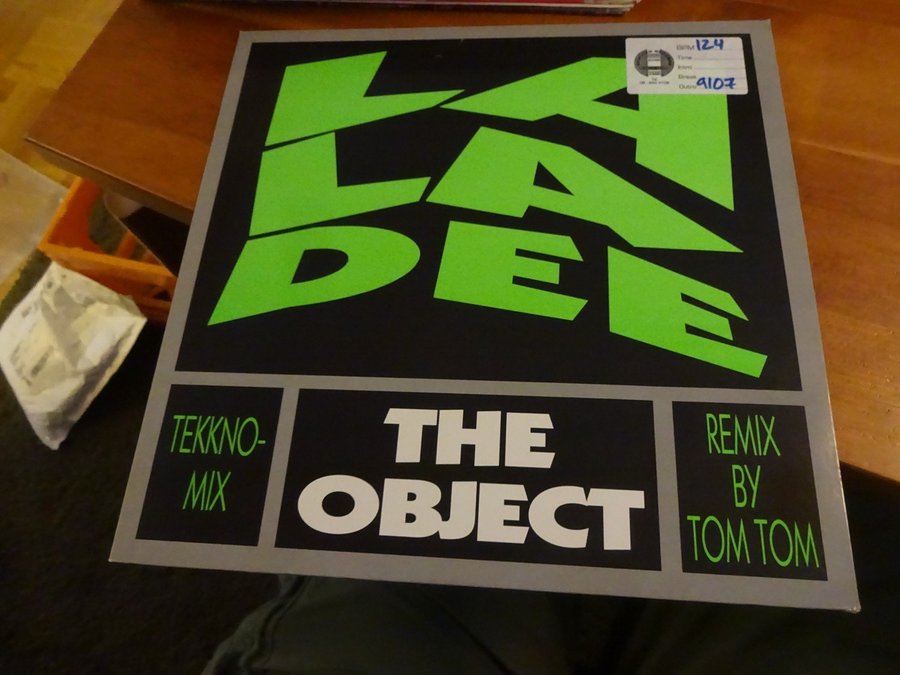 LA
LA
DEE
BPM 124
Time
Intro
Break
Outro 9107
TEKKNO-
MIX
THE
OBJECT
REMIX
BY
TOM TOM